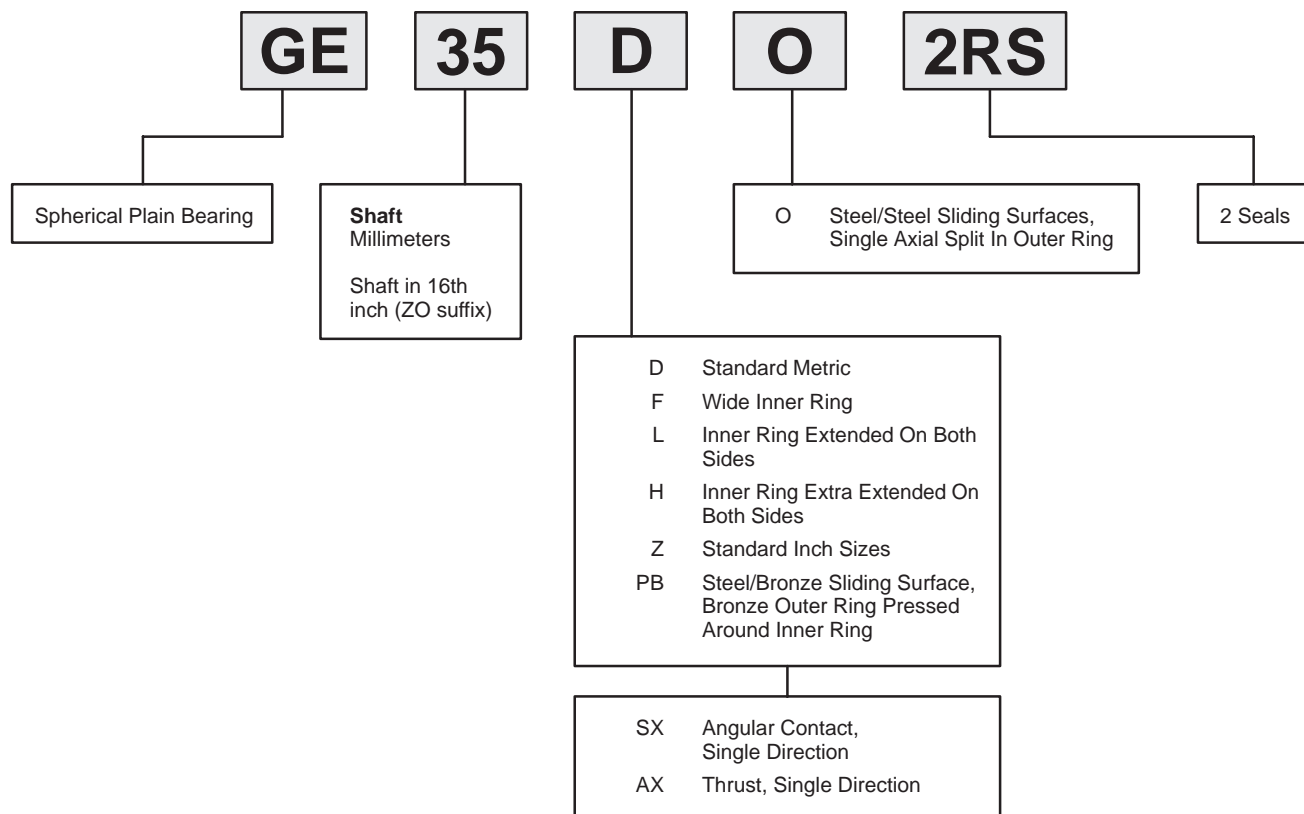 GE 35 D O 2RS
Spherical Plain Bearing
Shaft
Millimeters
Shaft in 16th
inch (ZO suffix)
O Steel/Steel Sliding Surfaces,
Single Axial Split In Outer Ring
2 Seals
D Standard Metric
F Wide Inner Ring
L Inner Ring Extended On Both
Sides
H Inner Ring Extra Extended On
Both Sides
Z Standard Inch Sizes
PB Steel/Bronze Sliding Surface,
Bronze Outer Ring Pressed
Around Inner Ring
SX Angular Contact,
Single Direction
AX Thrust, Single Direction